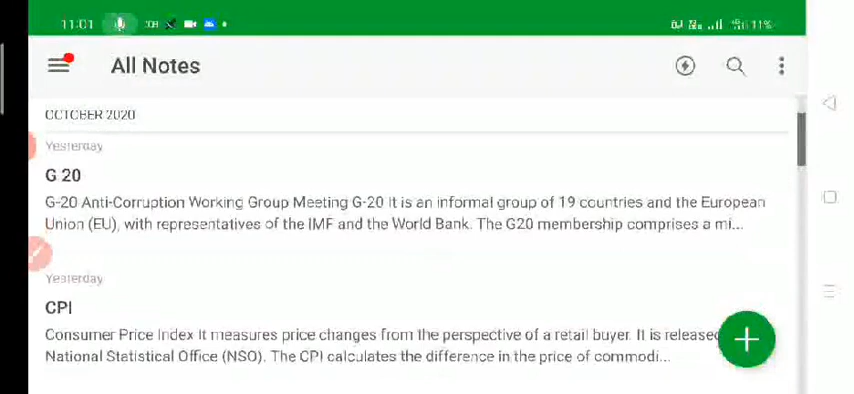 11:01
11%
All Notes
OCTOBER 2020
Yesterday
G 20
G-20 Anti-Corruption Working Group Meeting G-20 It is an informal group of 19 countries and the European
Union (EU), with representatives of the IMF and the World Bank. The G20 membership comprises a mi...
Yesterday
CPI
Consumer Price Index It measures price changes from the perspective of a retail buyer. It is released
National Statistical Office (NSO). The CPI calculates the difference in the price of commodi...